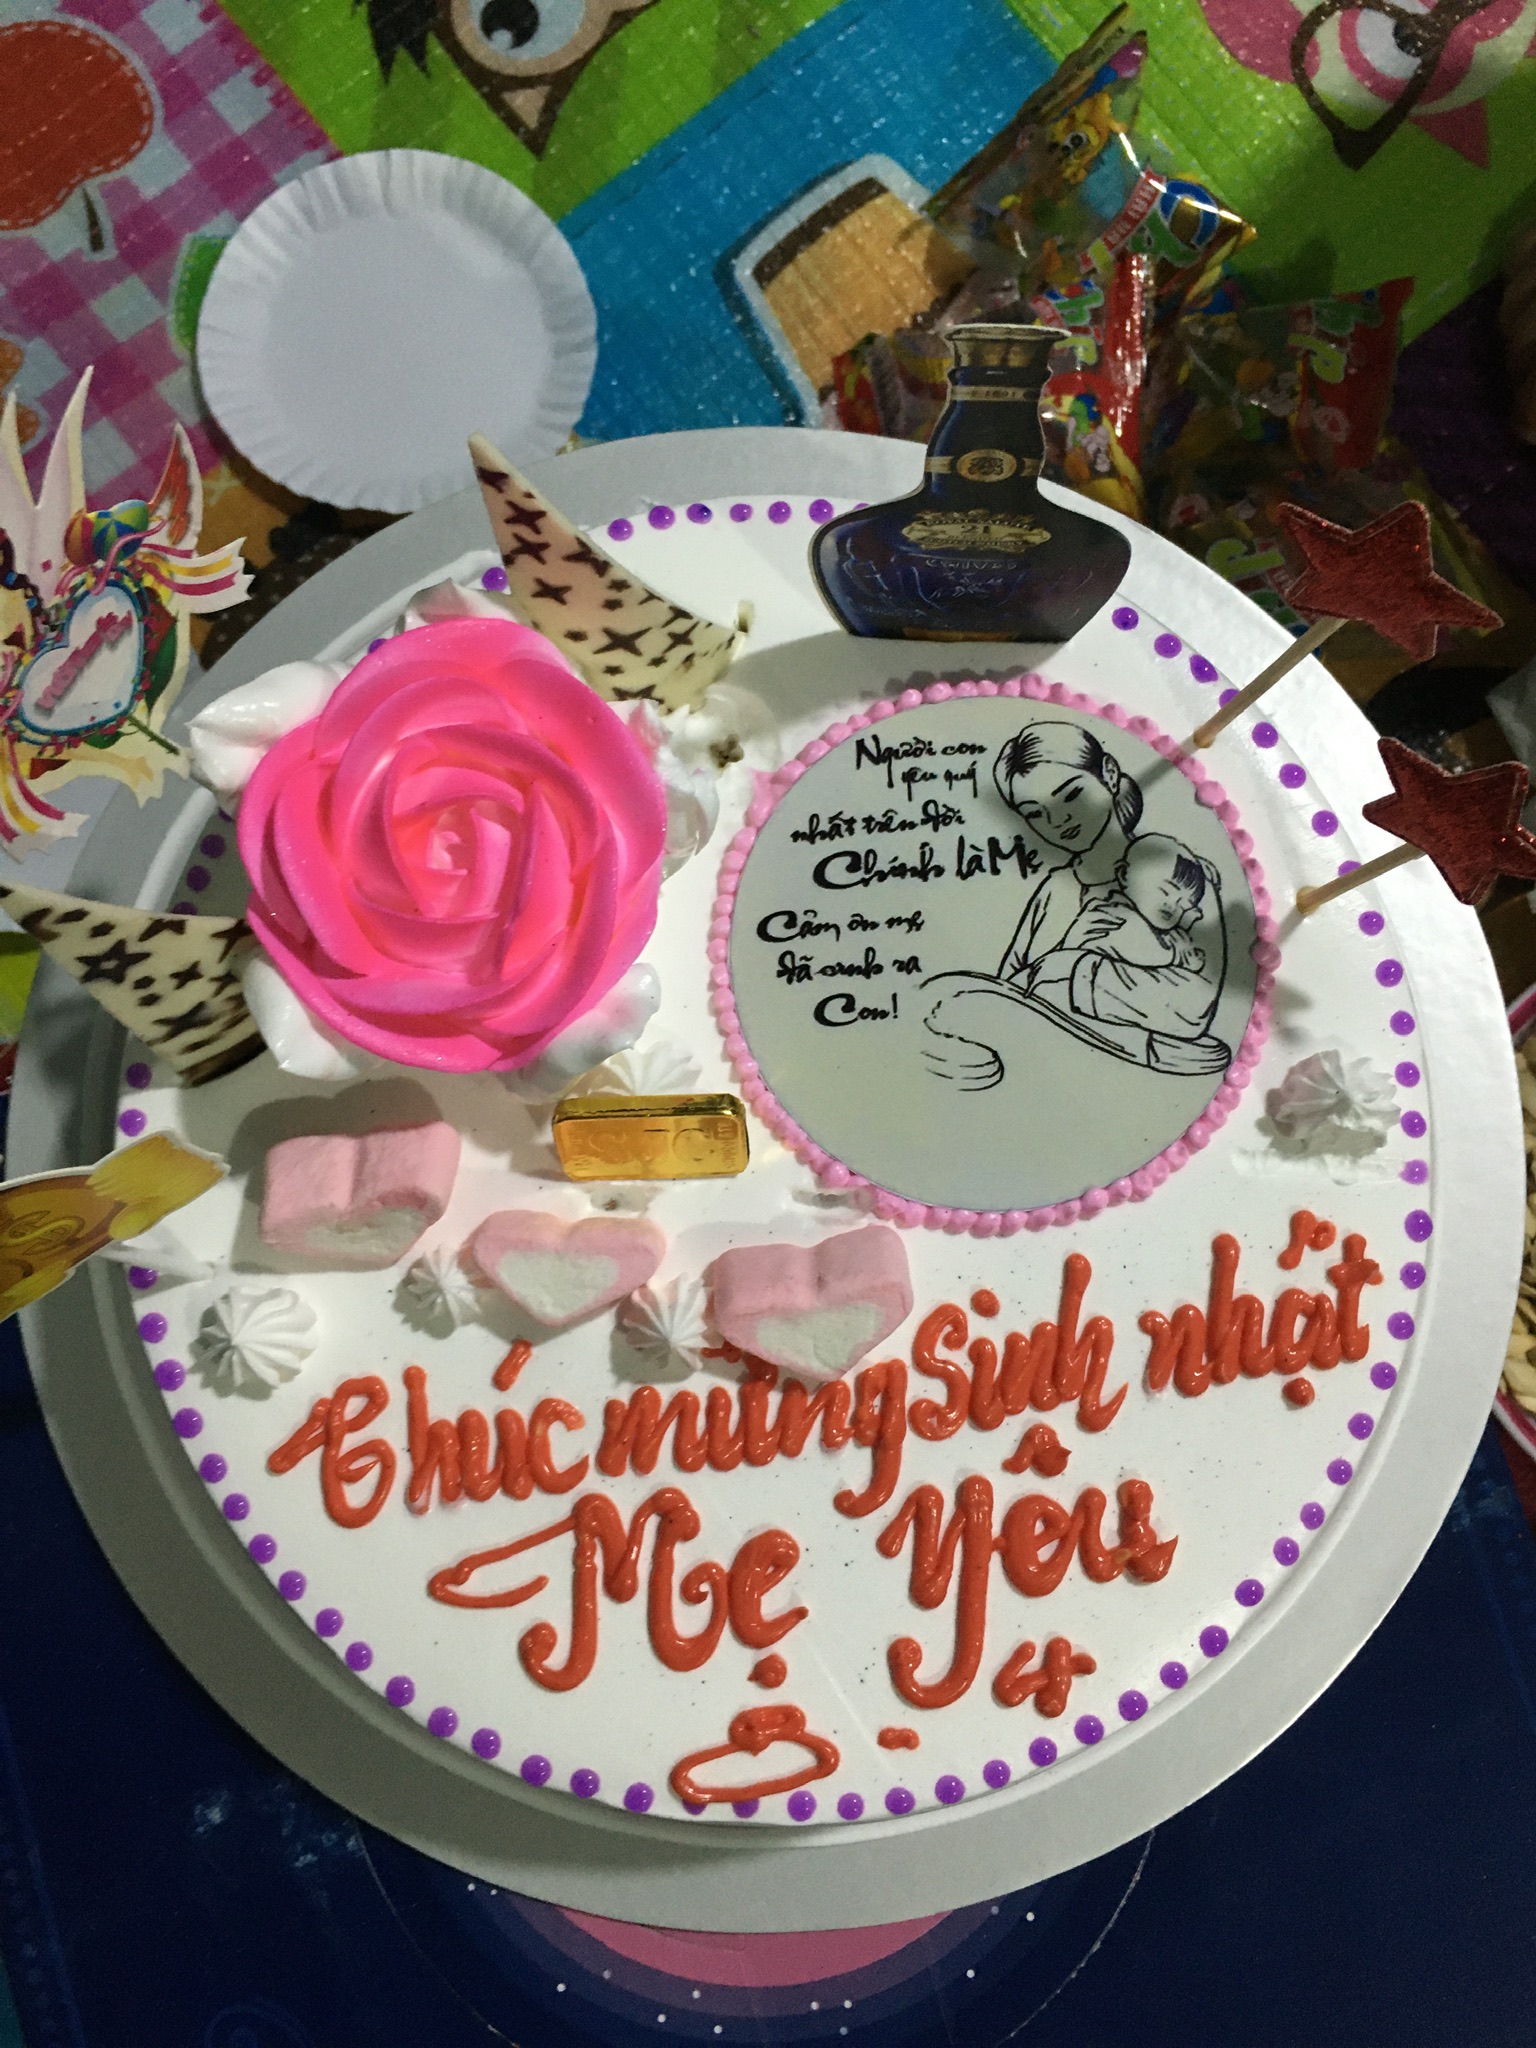 Người con
yêu quý
nhất trên đời
Chính là Mẹ
Cảm ơn mẹ
đã sinh ra
Con!
21
Chúc mừng Sinh nhật
Mẹ yêu